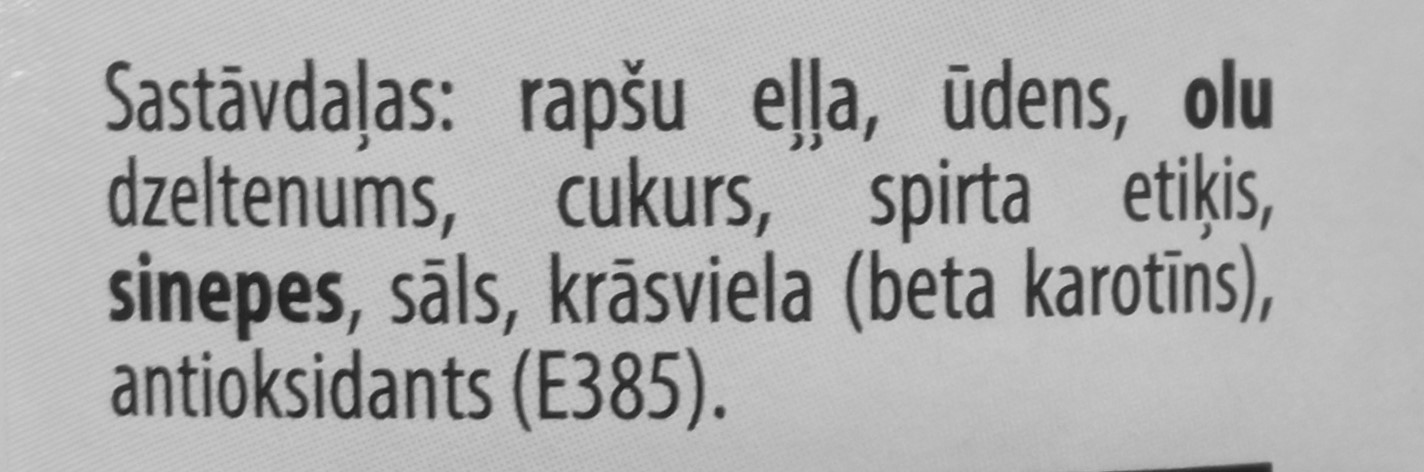 Sastāvdaļas: rapšu eļļa, ūdens, olu
dzeltenums, cukurs, spirta etiķis,
sinepes, sāls, krāsviela (beta karotīns),
antioksidants (E385).